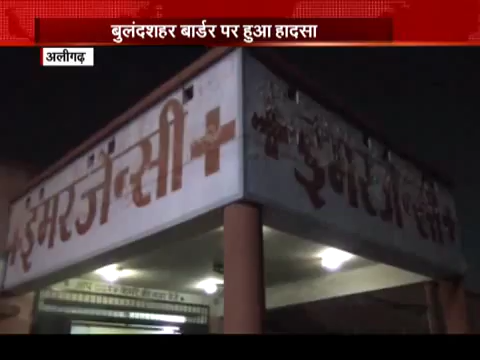 बुलंदशहर बार्डर पर हुआ हादसा
अलीगढ़
+ इमरजेन्सी +
+ इमरजेन्सी +